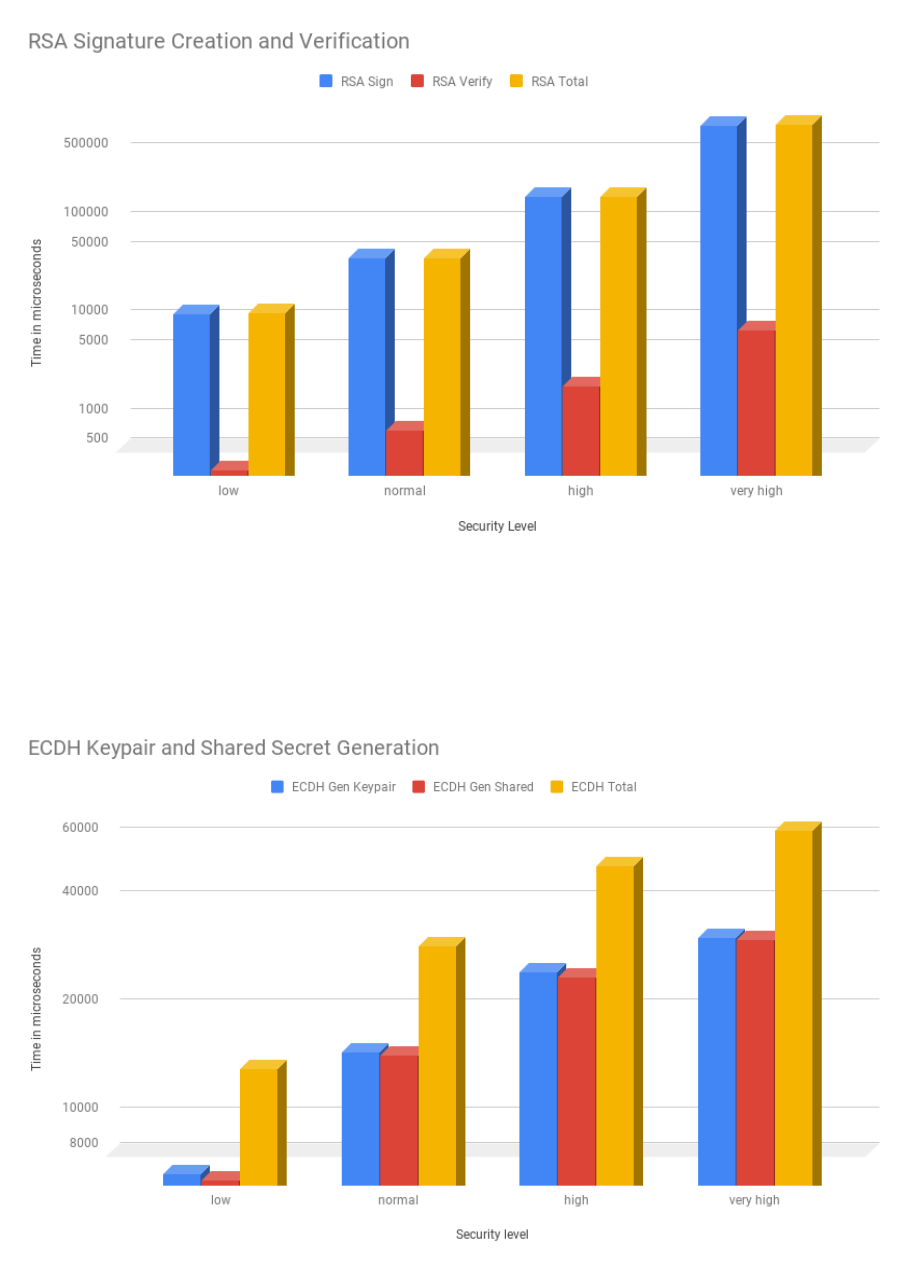 RSA Signature Creation and Verification
RSA Sign RSA Verify RSA Total
500000
100000
50000
10000
5000
1000
500
Time in microseconds
low normal high very high
Security Level
ECDH Keypair and Shared Secret Generation
ECDH Gen Keypair ECDH Gen Shared ECDH Total
60000
40000
20000
10000
8000
Time in microseconds
low normal high very high
Security level